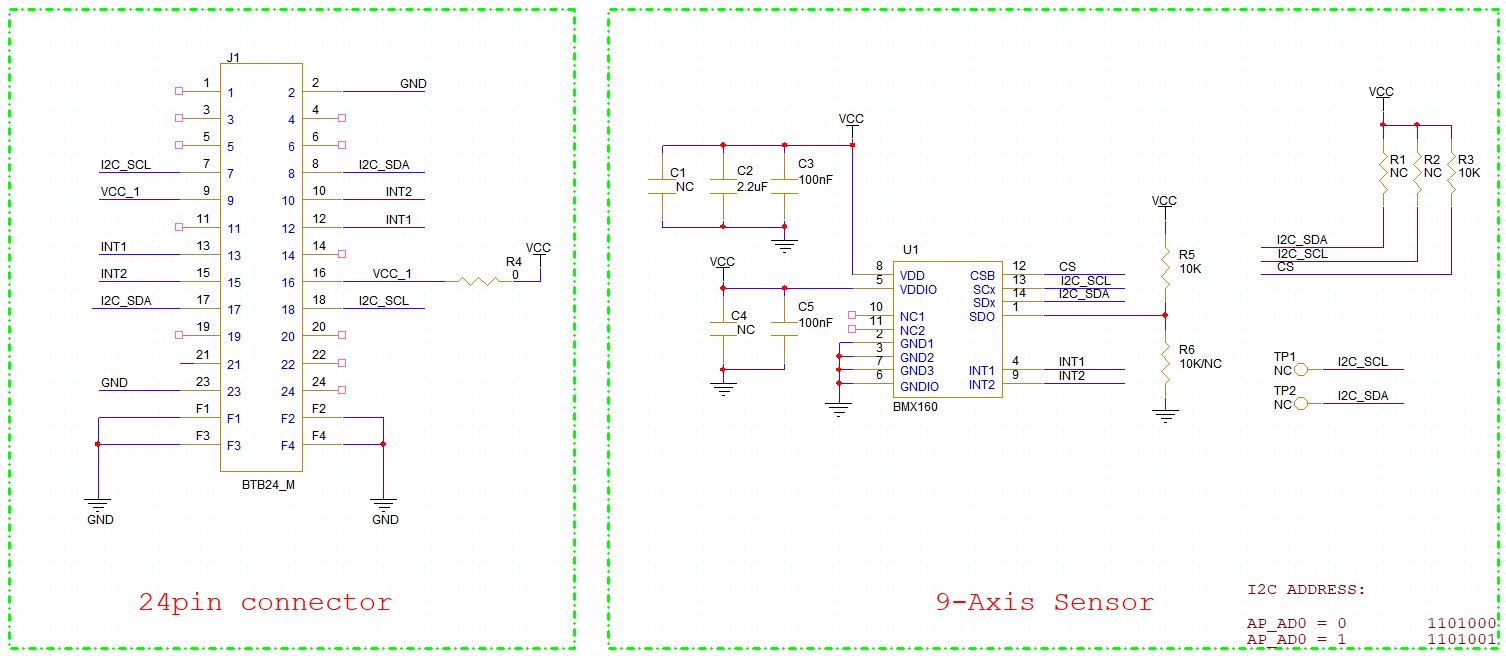 J1
1 1 2 2 GND
3 3 4 4
5 5 6 6
I2C_SCL 7 7 8 8 I2C_SDA
VCC_1 9 9 10 10 INT2
11 11 12 12 INT1
INT1 13 13 14 14
INT2 15 15 16 16 VCC_1 R4 0 VCC
I2C_SDA 17 17 18 18 I2C_SCL
19 19 20 20
21 21 22 22
GND 23 23 24 24
F1 F1 F2 F2
F3 F3 F4 F4
BTB24_M
GND GND
24pin connector
VCC
C1 NC
C2 2.2uF
C3 100nF
VCC
C4 NC
C5 100nF
U1
8 VDD CSB 12 CS
5 VDDIO SCx 13 I2C_SCL
SDx 14 I2C_SDA
10 NC1 SDO 1
11 NC2
2 GND1
3 GND2
7 GND3 INT1 4 INT1
6 GNDIO INT2 9 INT2
BMX160
VCC
R5
10K
R6
10K/NC
VCC
R1 R2 R3
NC NC 10K
I2C_SDA
I2C_SCL
CS
TP1
NC I2C_SCL
TP2
NC I2C_SDA
9-Axis Sensor
I2C ADDRESS:
AP_AD0 = 0 1101000
AP_AD0 = 1 1101001